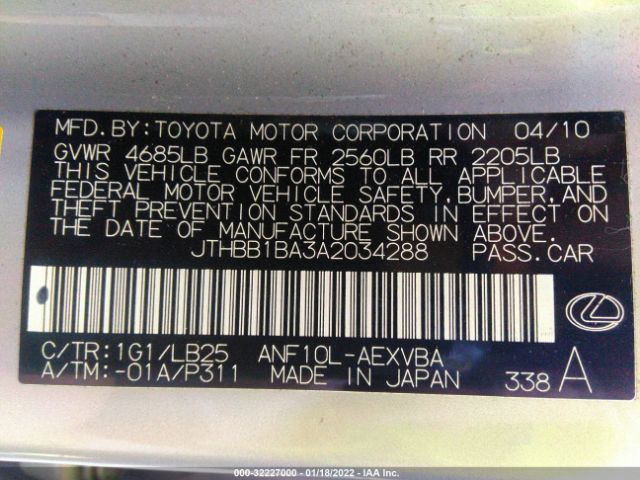 MFD.BY:TOYOTA MOTOR CORPORATION 04/10
GVWR 4685LB GAWR FR 2560LB RR 2205LB
THIS VEHICLE CONFORMS TO ALL APPLICABLE
FEDERAL MOTOR VEHICLE SAFETY,BUMPER,AND
THEFT PREVENTION STANDARDS IN EFFECT ON
THE DATE OF MANUFACTURE SHOWN ABOVE.
JTHBB1BA3A2034288 PASS.CAR
C/TR:1G1/LB25 ANF10L-AEXVBA
A/TM:-01A/P311 MADE IN JAPAN 338 A
000-32227000 - 01/18/2022 - IAA Inc.